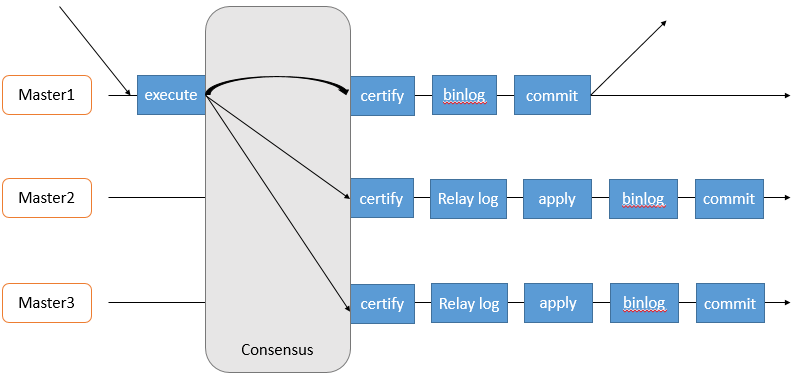 Master1 execute certify binlog commit
Master2 certify Relay log apply binlog commit
Master3 certify Relay log apply binlog commit
Consensus